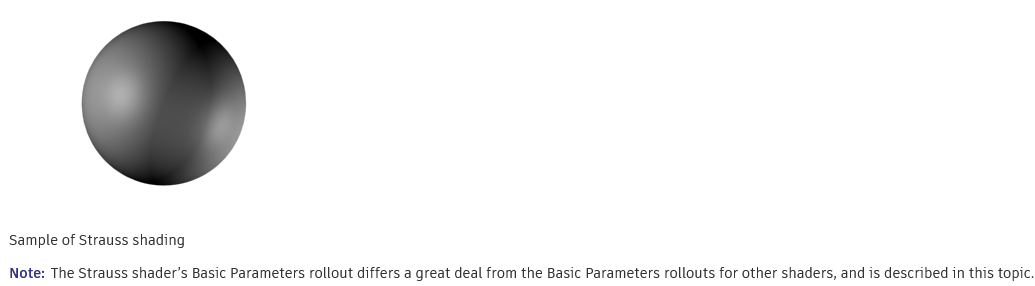 Sample of Strauss shading
Note: The Strauss shader’s Basic Parameters rollout differs a great deal from the Basic Parameters rollouts for other shaders, and is described in this topic.